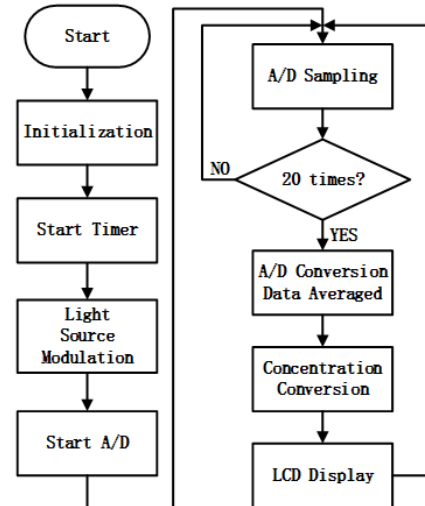 Start
Initialization
Start Timer
Light
Source
Modulation
Start A/D
A/D Sampling
20 times?
NO
YES
A/D Conversion
Data Averaged
Concentration
Conversion
LCD Display